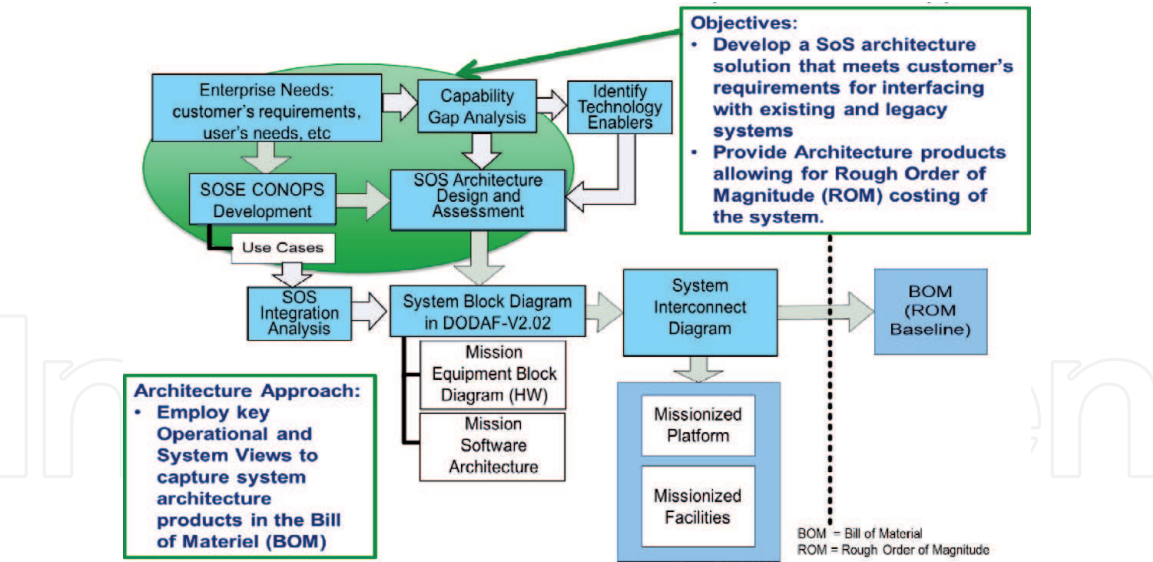 Objectives:
• Develop a SoS architecture
solution that meets customer's
requirements for interfacing
with existing and legacy
systems
• Provide Architecture products
allowing for Rough Order of
Magnitude (ROM) costing of
the system.
Enterprise Needs:
customer's requirements,
user's needs, etc
Capability
Gap Analysis
Identify
Technology
Enablers
SOSE CONOPS
Development
SOS Architecture
Design and
Assessment
Use Cases
SOS
Integration
Analysis
System Block Diagram
in DODAF-V2.02
System
Interconnect
Diagram
BOM
(ROM
Baseline)
Mission
Equipment Block
Diagram (HW)
Mission
Software
Architecture
Missionized
Platform
Missionized
Facilities
Architecture Approach:
• Employ key
Operational and
System Views to
capture system
architecture
products in the Bill
of Materiel (BOM)
BOM = Bill of Material
ROM = Rough Order of Magnitude